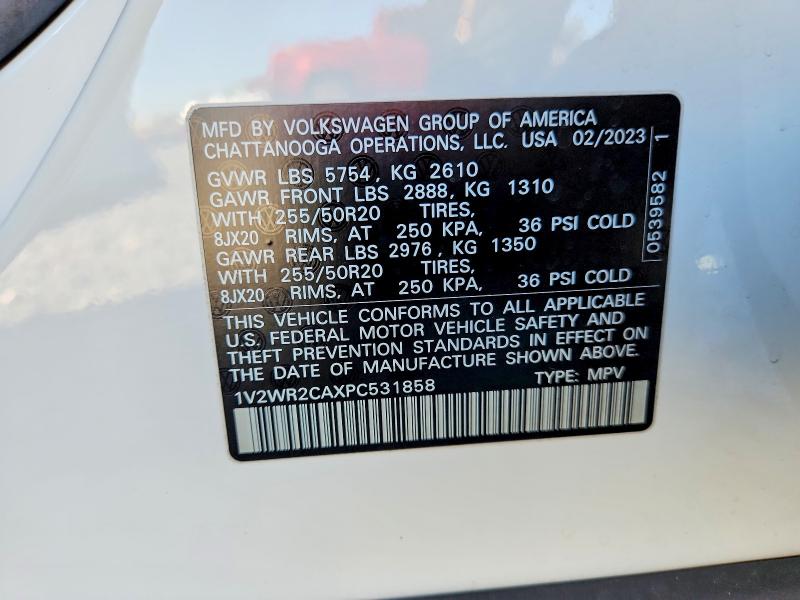 MFD BY VOLKSWAGEN GROUP OF AMERICA
CHATTANOOGA OPERATIONS, LLC. USA 02/2023
GVWR LBS 5754, KG 2610
GAWR FRONT LBS 2888, KG 1310
WITH 255/50R20 TIRES,
8JX20 RIMS, AT 250 KPA, 36 PSI COLD
GAWR REAR LBS 2976, KG 1350
WITH 255/50R20 TIRES,
8JX20 RIMS, AT 250 KPA, 36 PSI COLD
THIS VEHICLE CONFORMS TO ALL APPLICABLE
U.S. FEDERAL MOTOR VEHICLE SAFETY AND
THEFT PREVENTION STANDARDS IN EFFECT ON
THE DATE OF MANUFACTURE SHOWN ABOVE.
1V2WR2CAXPC531858 TYPE: MPV
0539582 1